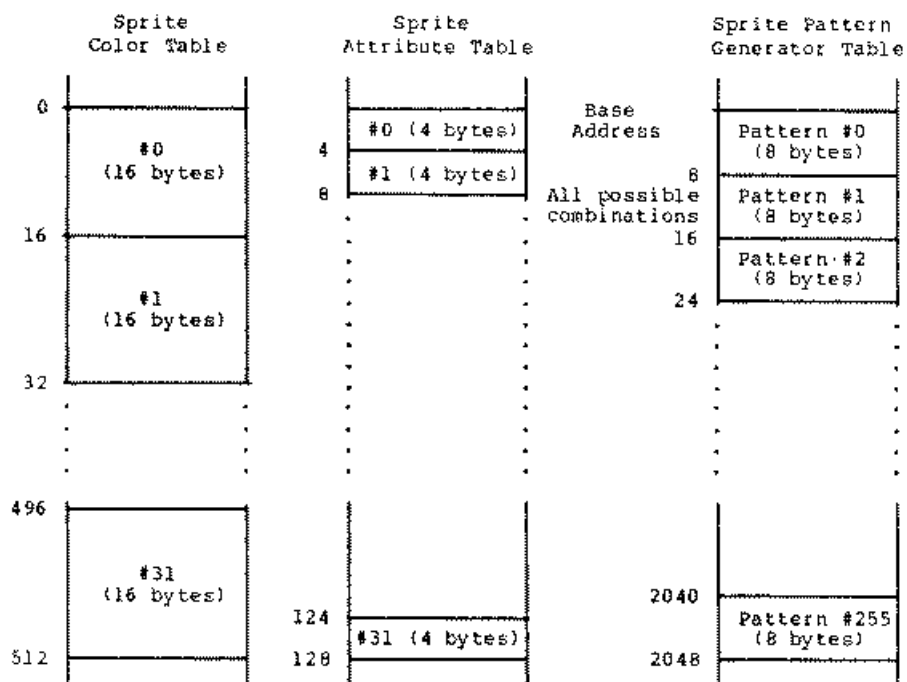 Sprite
Color Table
Sprite
Attribute Table
Sprite Pattern
Generator Table
0
#0
(16 bytes)
16
#1
(16 bytes)
32
496
#31
(16 bytes)
512
#0 (4 bytes)
4
#1 (4 bytes)
8
124
#31 (4 bytes)
128
Base
Address
Pattern #0
(8 bytes)
8
All possible
combinations
Pattern #1
(8 bytes)
16
Pattern #2
(8 bytes)
24
2040
Pattern #255
(8 bytes)
2048